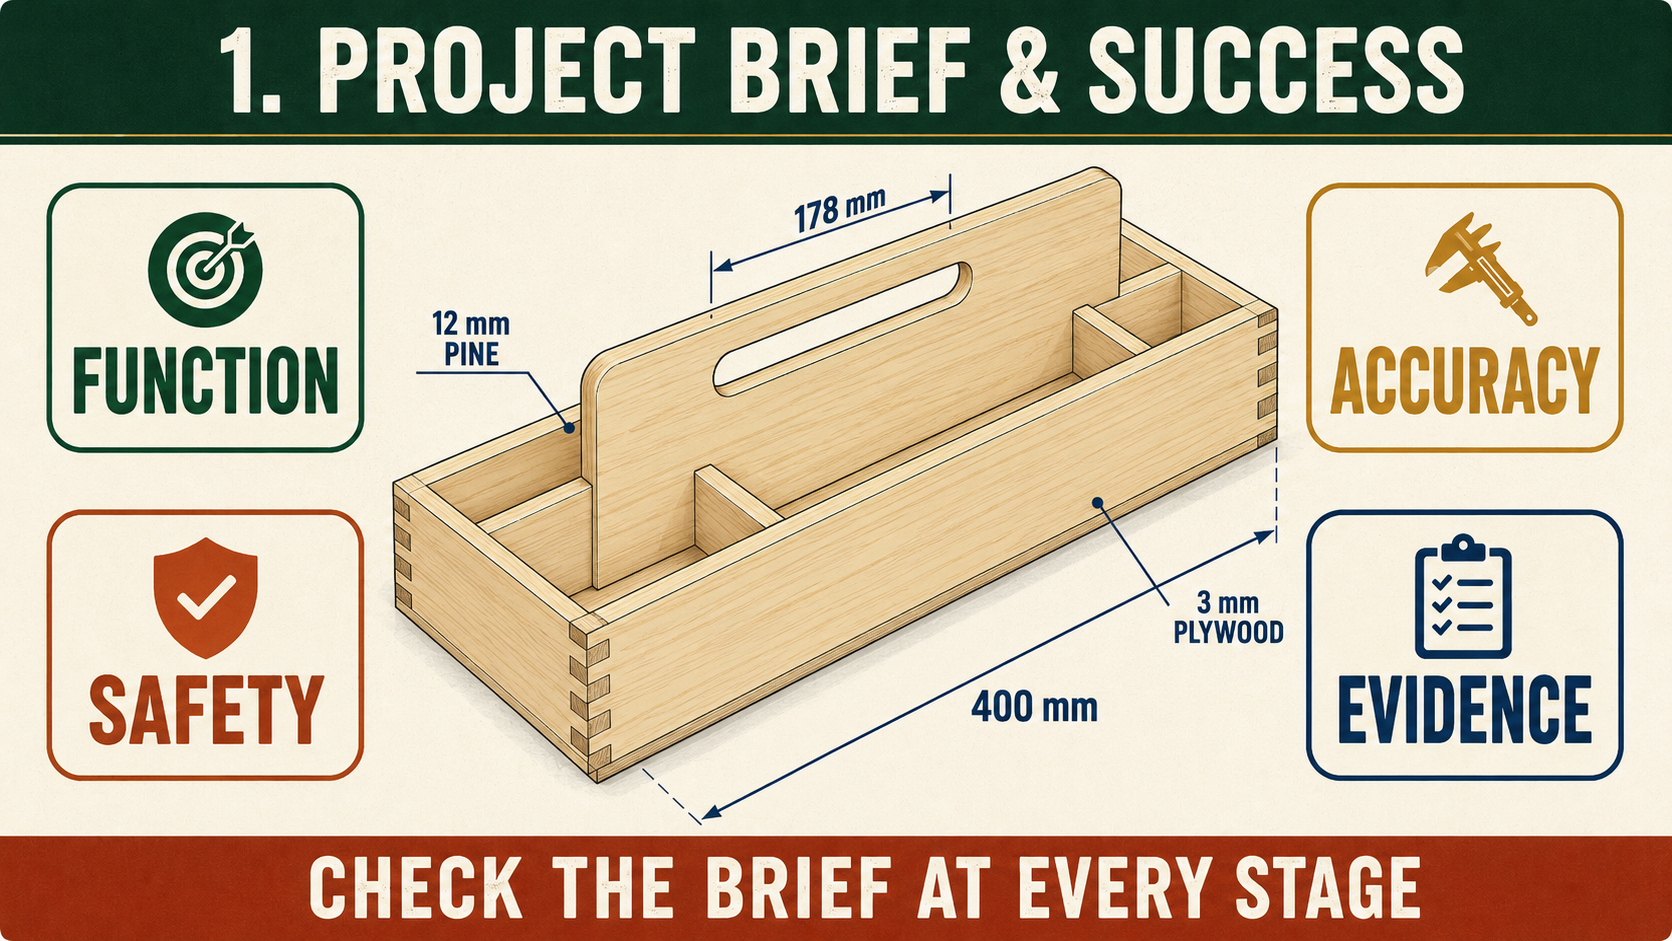 1. PROJECT BRIEF & SUCCESS
FUNCTION
SAFETY
178 mm
12 mm
PINE
3 mm
PLYWOOD
400 mm
ACCURACY
EVIDENCE
CHECK THE BRIEF AT EVERY STAGE